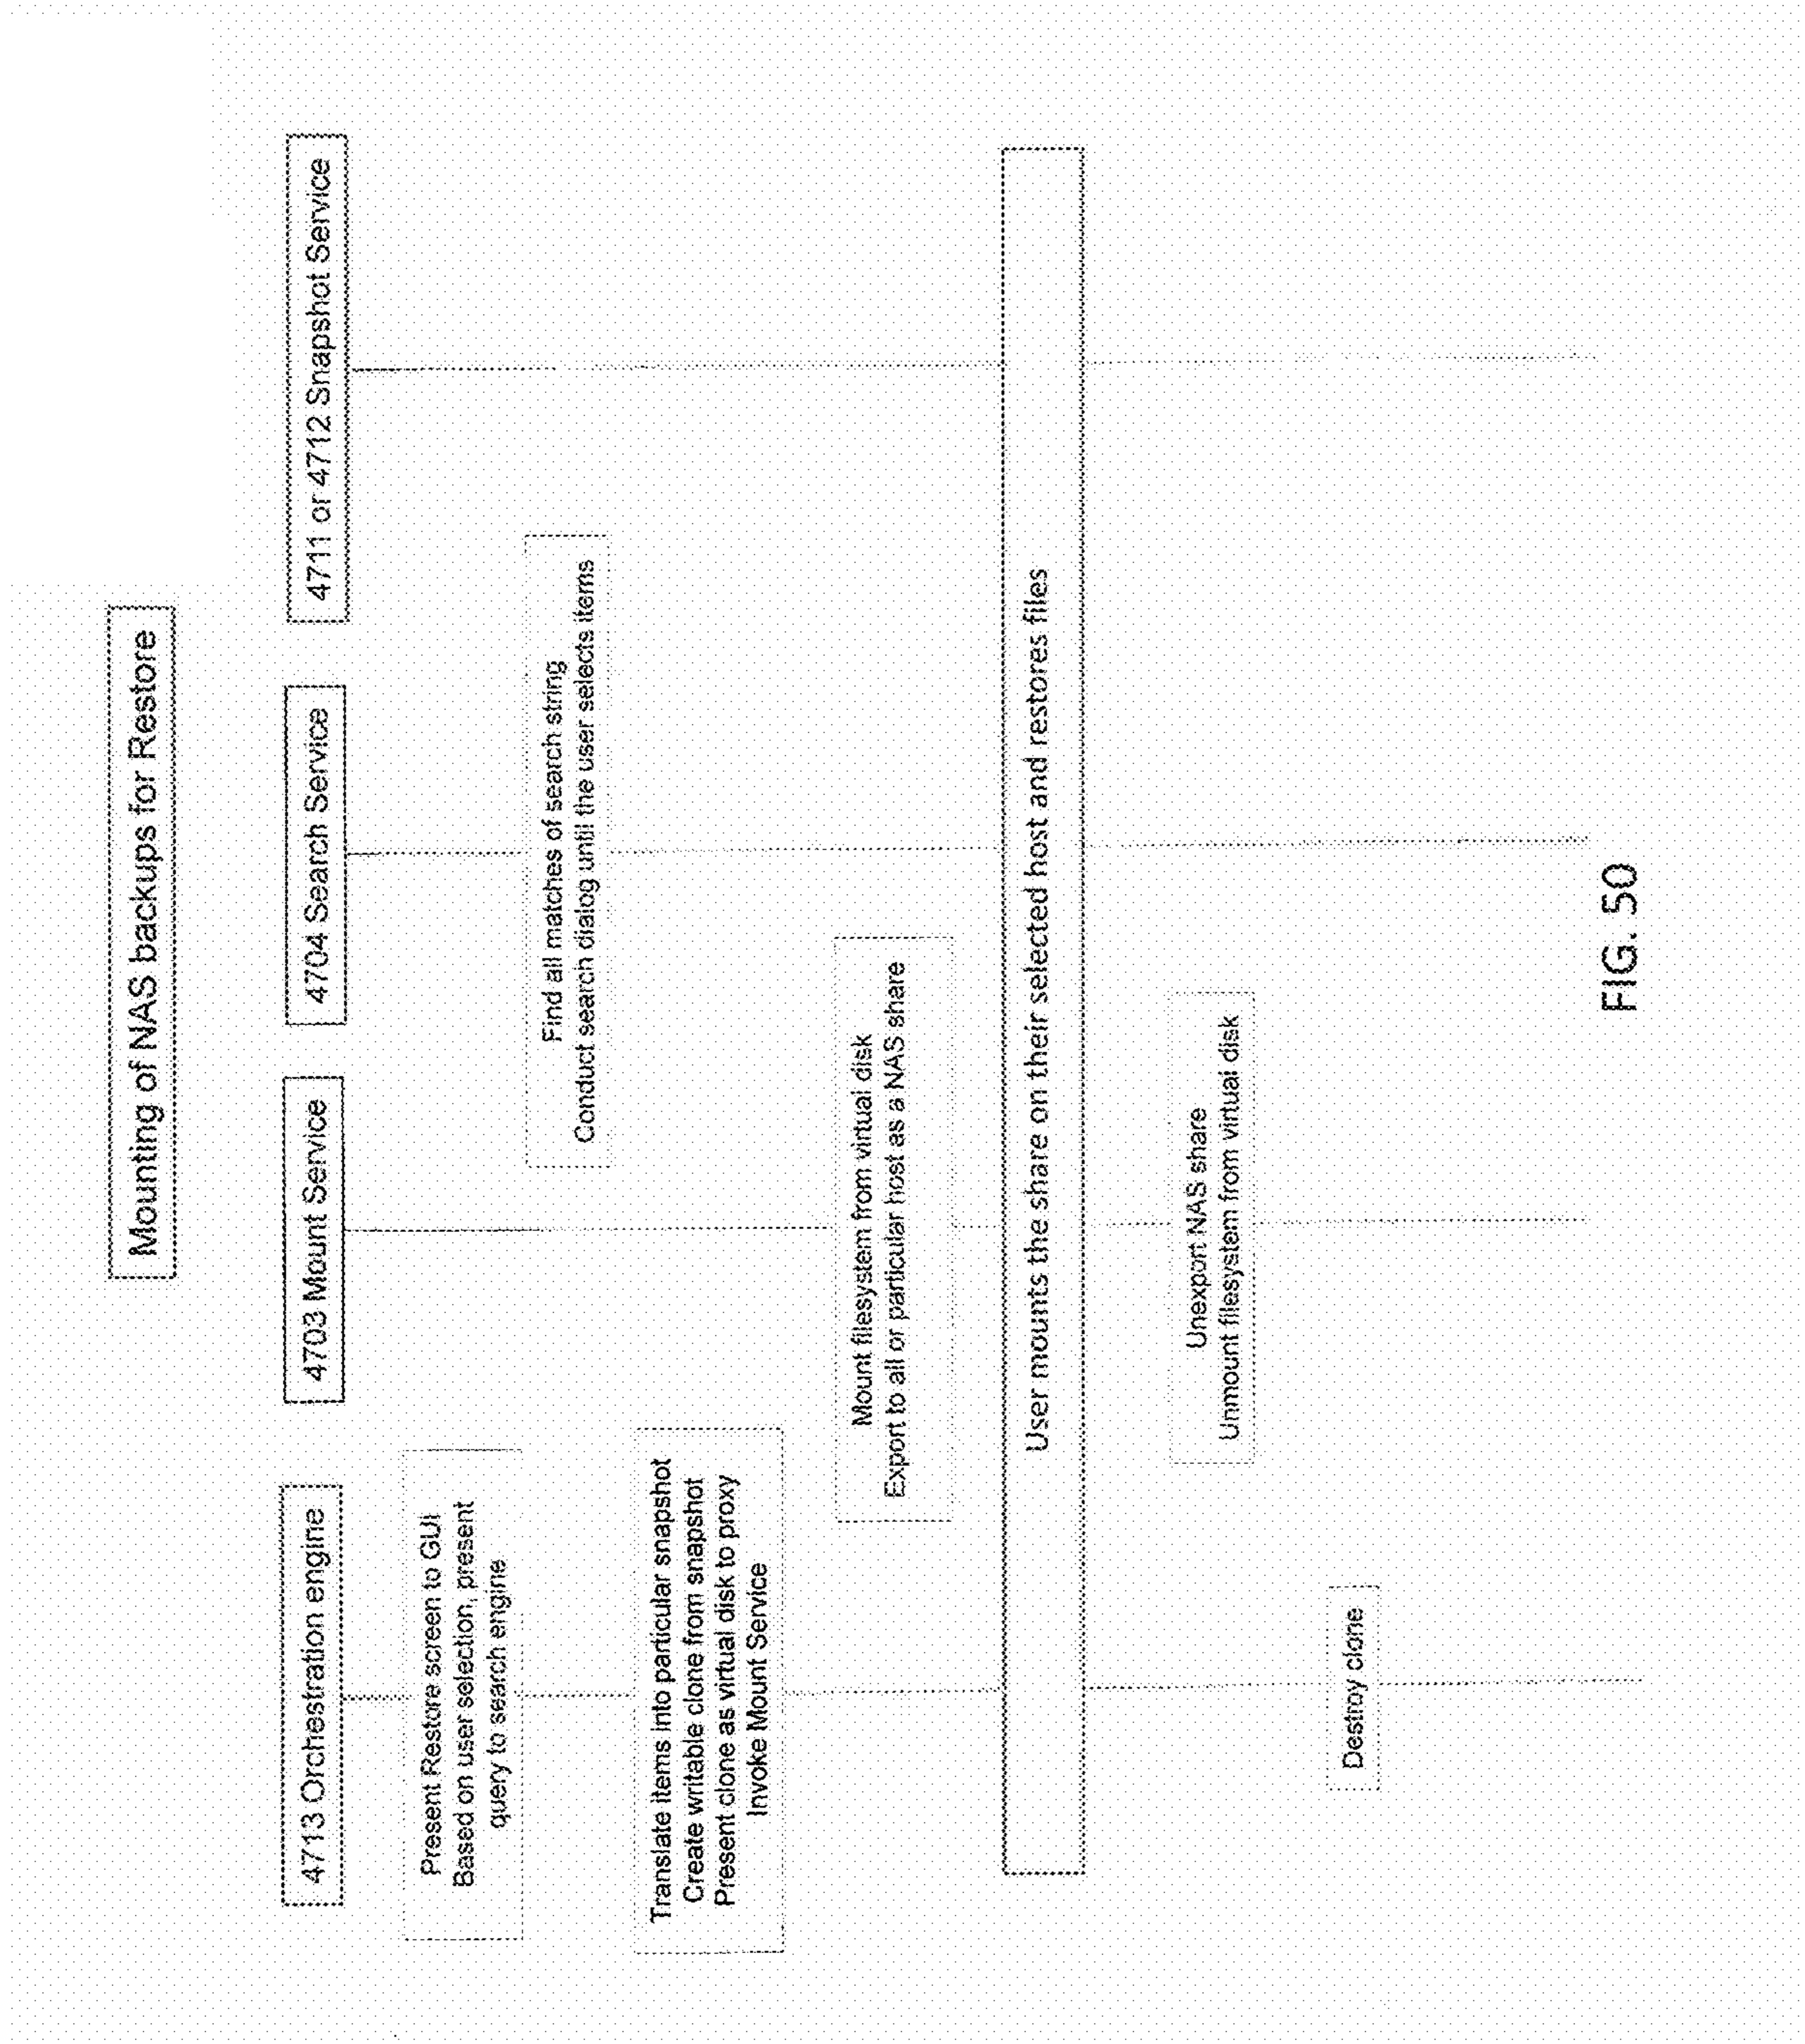 Mounting of NAS backups for Restore
4713 Orchestration engine
4703 Mount Service
4704 Search Service
4711 or 4712 Snapshot Service
Present Restore screen to GUI
Based on user selection, present
query to search engine
Find all matches of search string
Conduct search dialog until the user selects items
Translate items into particular snapshot
Create writable clone from snapshot
Present clone as virtual disk to proxy
Invoke Mount Service
Mount filesystem from virtual disk
Export to all or particular host as a NAS share
User mounts the share on their selected host and restores files
Unexport NAS share
Unmount filesystem from virtual disk
Destroy clone
FIG. 50